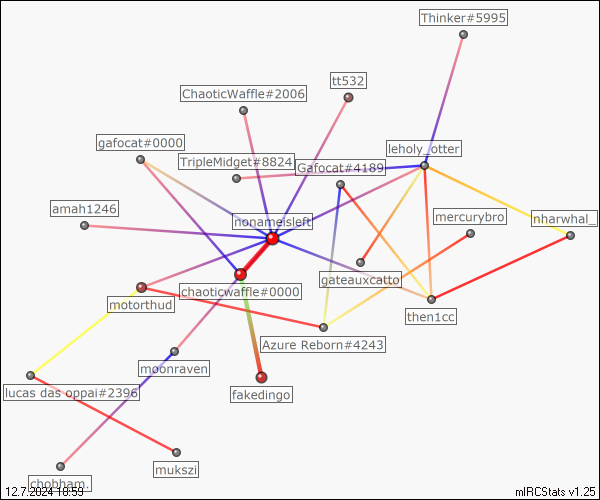 Thinker#5995
tt532
ChaoticWaffle#2006
gafocat#0000
leholy_otter
TripleMidget#8824
Gafocat#4189
amah1246
nonameisleft
mercurybro
nharwhal_
gateauxcatto
chaoticwaffle#0000
motorthud
then1cc
Azure Reborn#4243
moonraven
lucas das oppai#2396
fakedingo
mukszi
chobham.
12.7.2024 18:59
mIRCStats v1.25